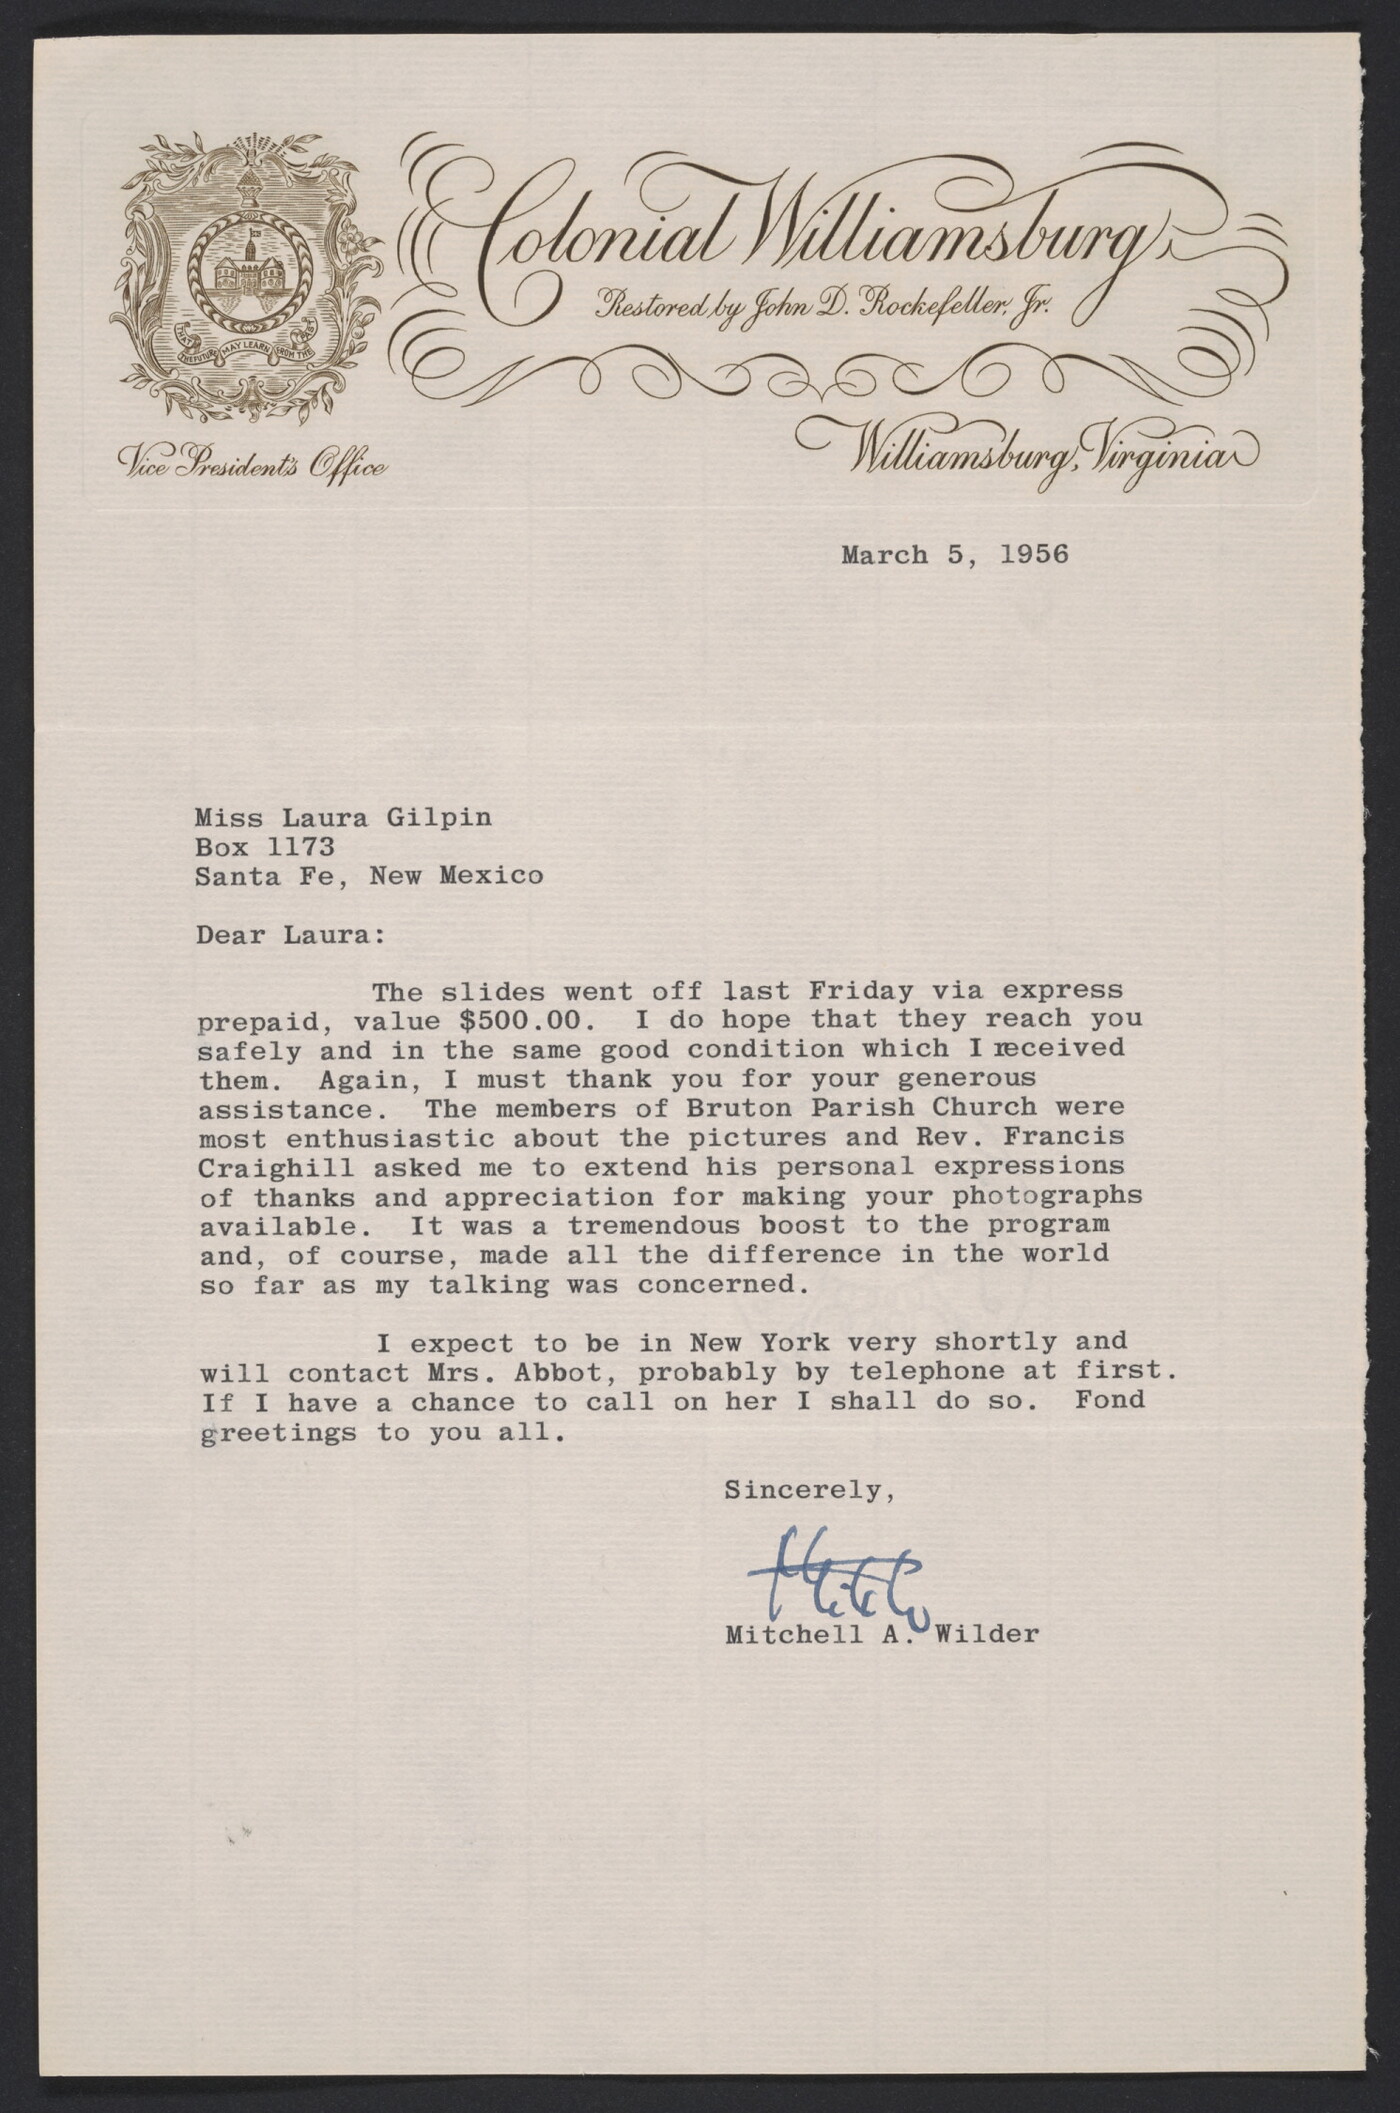 Colonial Williamsburg
Restored by John D. Rockefeller, Jr.
THAT THE FUTURE MAY LEARN FROM THE PAST
Vice President's Office
Williamsburg, Virginia
March 5, 1956
Miss Laura Gilpin
Box 1173
Santa Fe, New Mexico
Dear Laura:
The slides went off last Friday via express
prepaid, value $500.00. I do hope that they reach you
safely and in the same good condition which I received
them. Again, I must thank you for your generous
assistance. The members of Bruton Parish Church were
most enthusiastic about the pictures and Rev. Francis
Craighill asked me to extend his personal expressions
of thanks and appreciation for making your photographs
available. It was a tremendous boost to the program
and, of course, made all the difference in the world
so far as my talking was concerned.
I expect to be in New York very shortly and
will contact Mrs. Abbot, probably by telephone at first.
If I have a chance to call on her I shall do so. Fond
greetings to you all.
Sincerely,
Mitchell A. Wilder